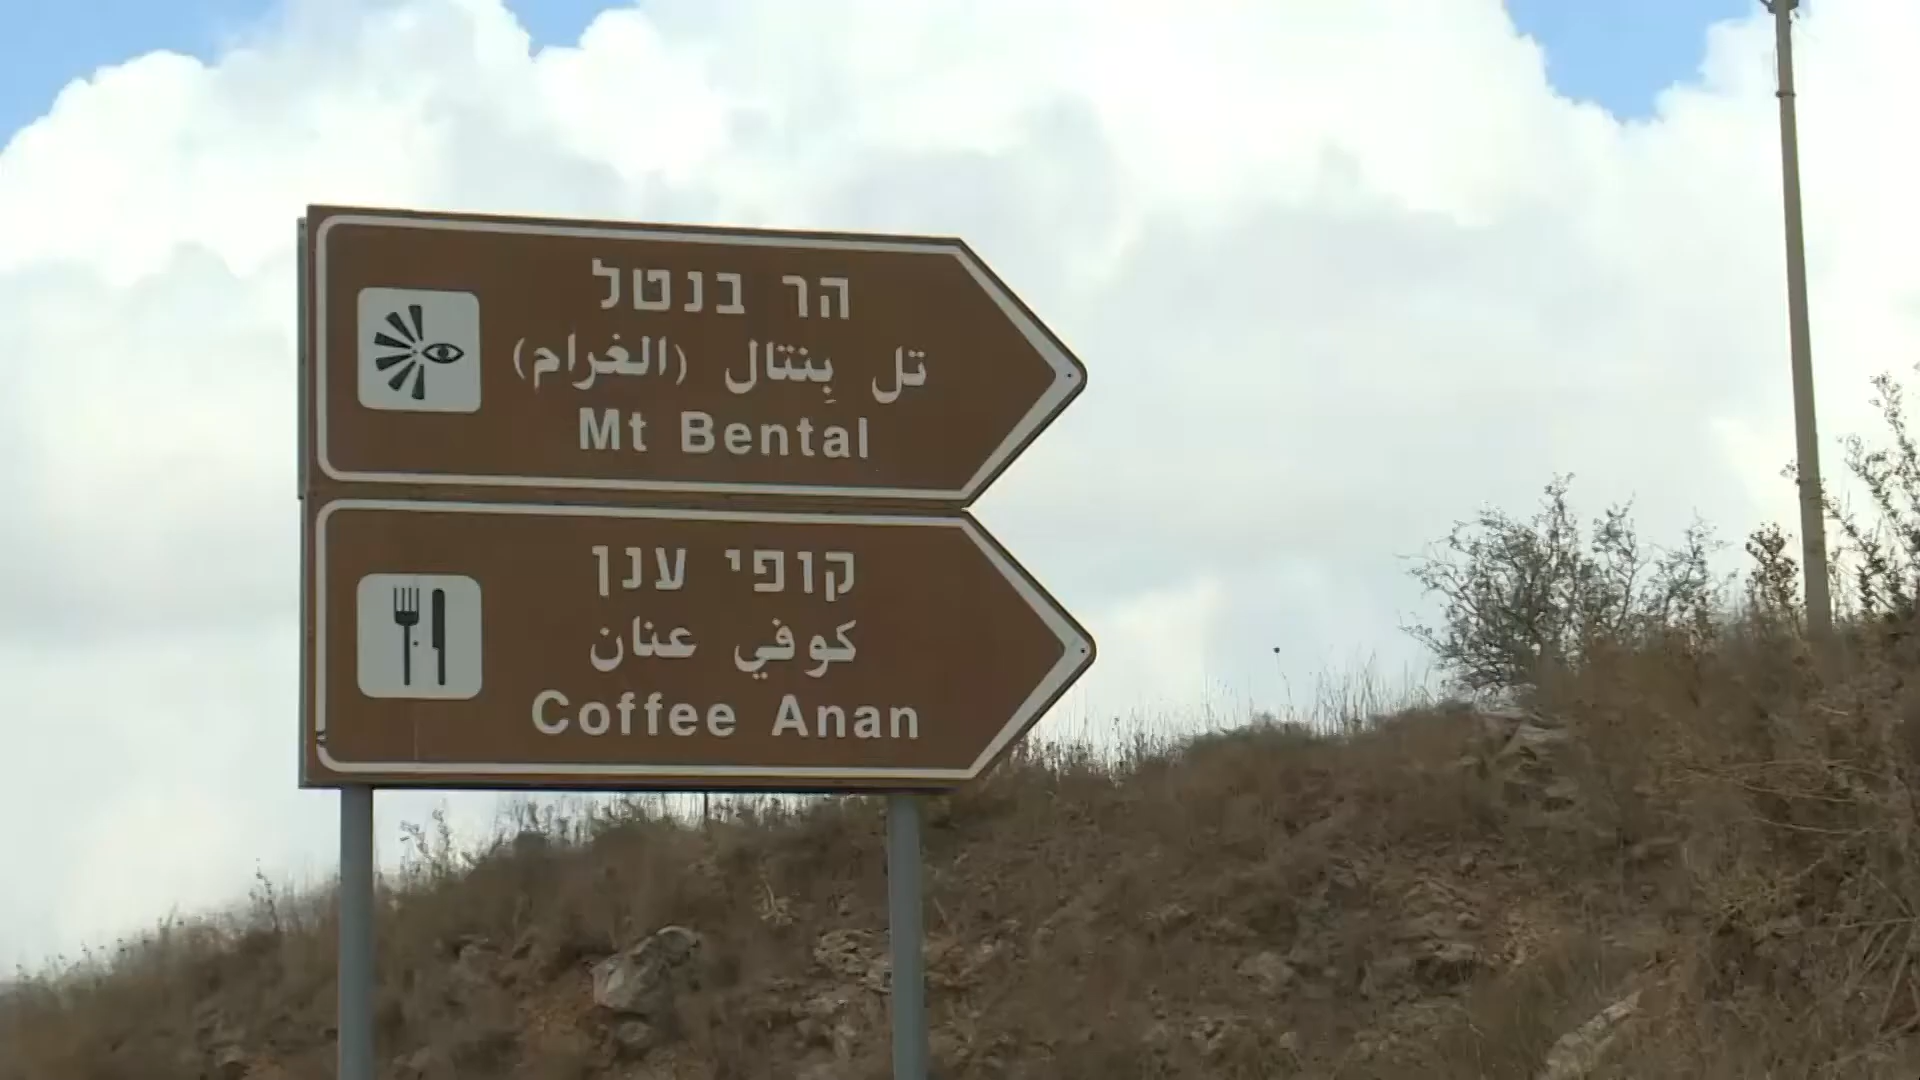 הר בנטל
تل بِنتال (الغرام)
Mt Bental
קופי ענן
كوفي عنان
Coffee Anan